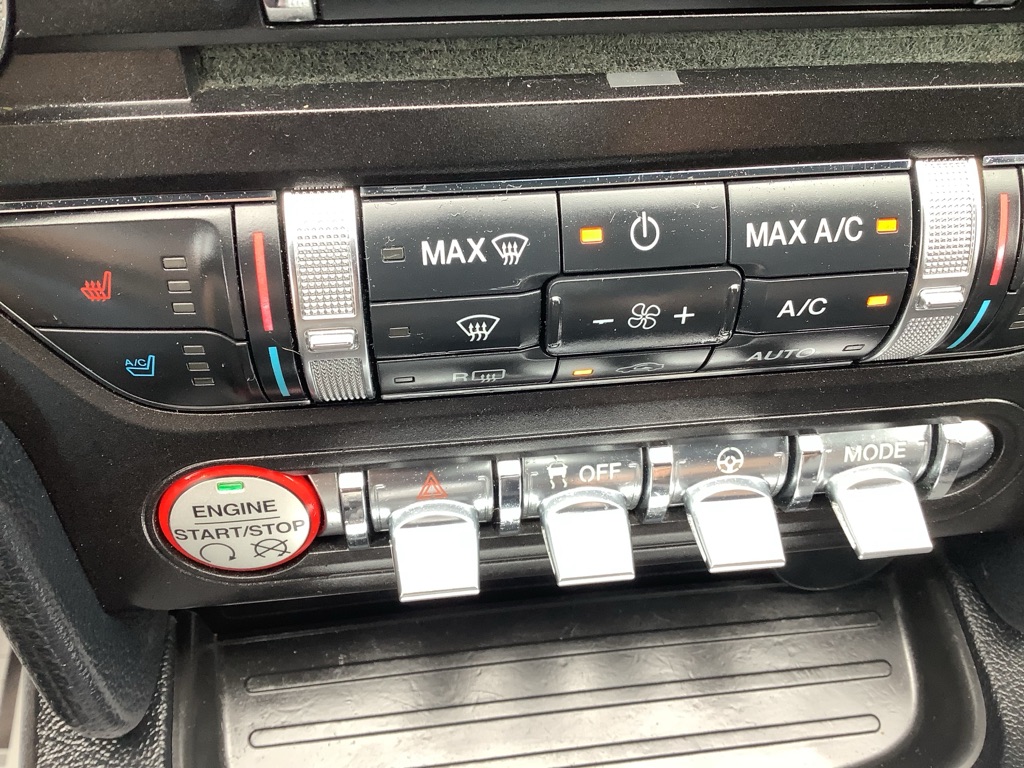 MAX
MAX A/C
A/C
- +
A/C
R
AUTO
ENGINE
START/STOP
OFF
MODE